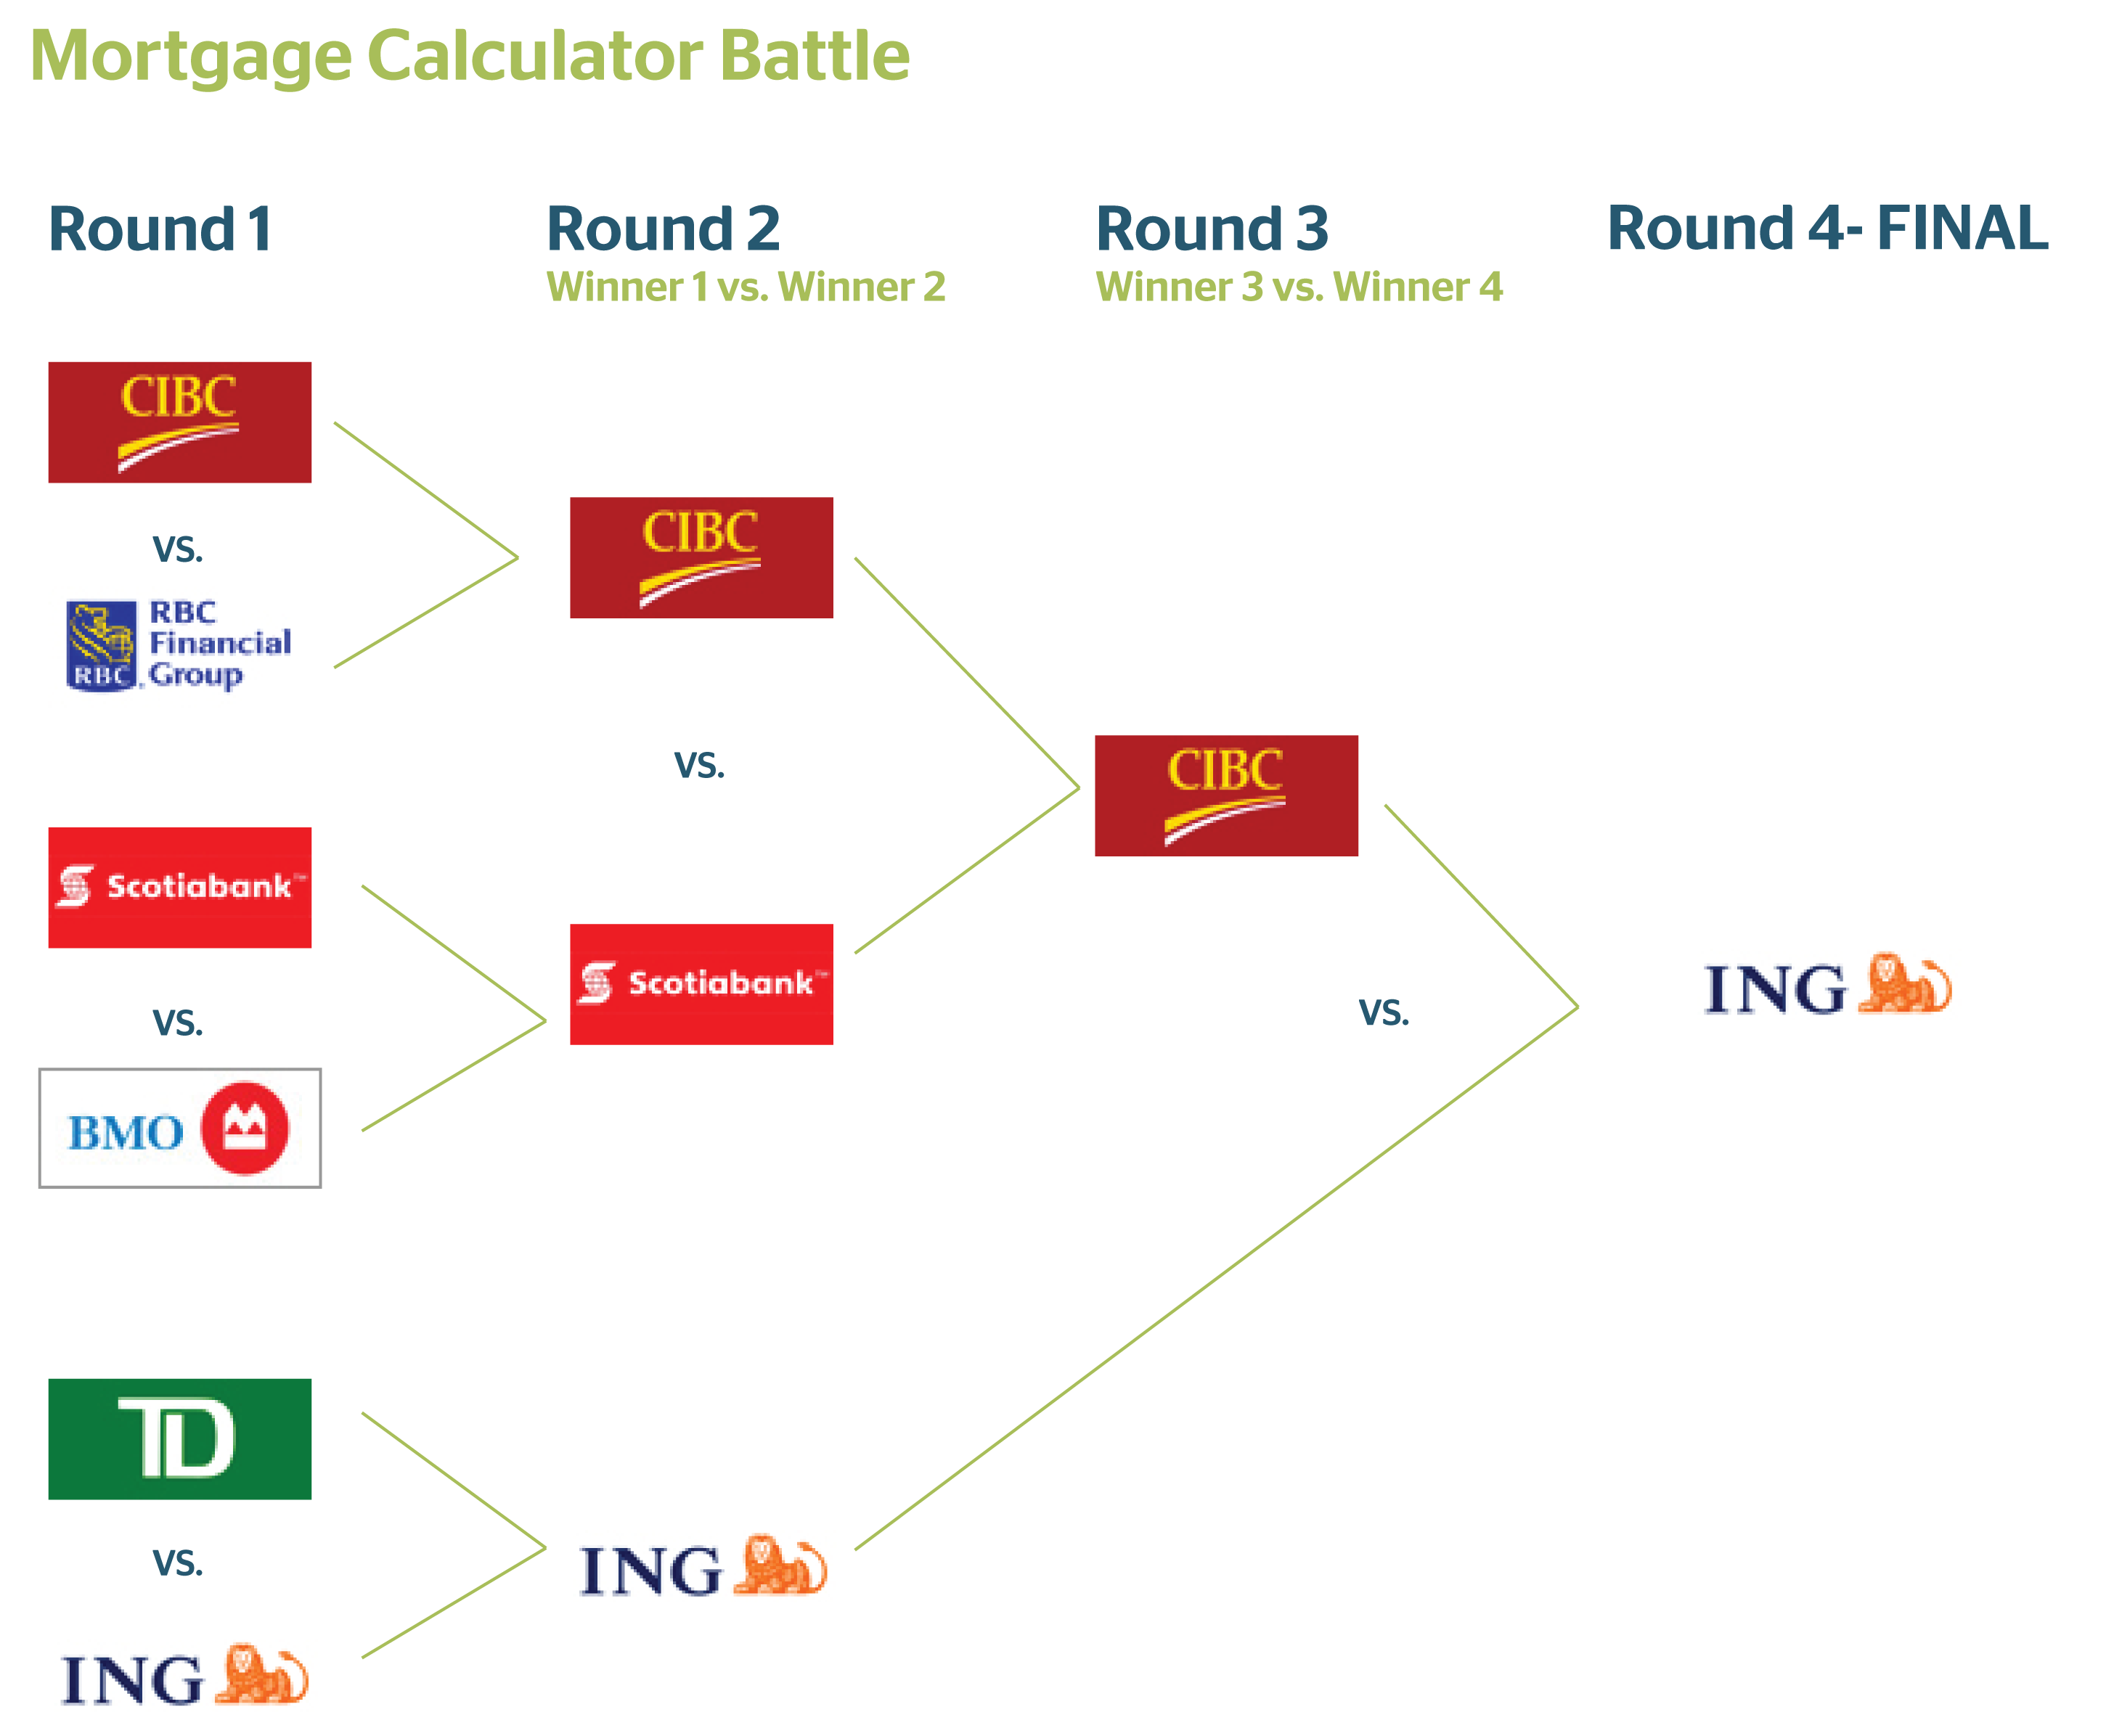 Mortgage Calculator Battle
Round 1
Round 2
Winner 1 vs. Winner 2
Round 3
Winner 3 vs. Winner 4
Round 4- FINAL
CIBC
vs.
RBC
RBC
Financial
Group
Scotiabank™
vs.
BMO
TD
vs.
ING
CIBC
vs.
Scotiabank™
ING
CIBC
vs.
ING